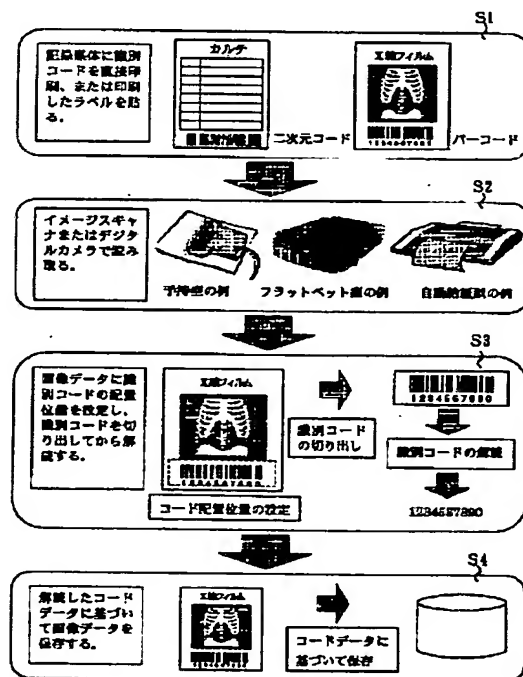 S1
記録媒体に識別
コードを直接印
刷、または印刷
したラベルを貼
る。
カルテ
二次元コード
X線フィルム
1234567890
バーコード
S2
イメージスキャ
ナまたはデジタ
ルカメラで読み
取る。
手持型の例
フラットベット型の例
自動給紙型の例
S3
画像データに識
別コードの配置
位置を設定し、
識別コードを切
り出してから解
読する。
X線フィルム
1234567890
コード配置位置の設定
識別コード
の切り出し
1234567890
識別コードの解読
1234567890
S4
解読したコード
データに基づい
て画像データを
保存する。
X線フィルム
コードデータに
基づいて保存